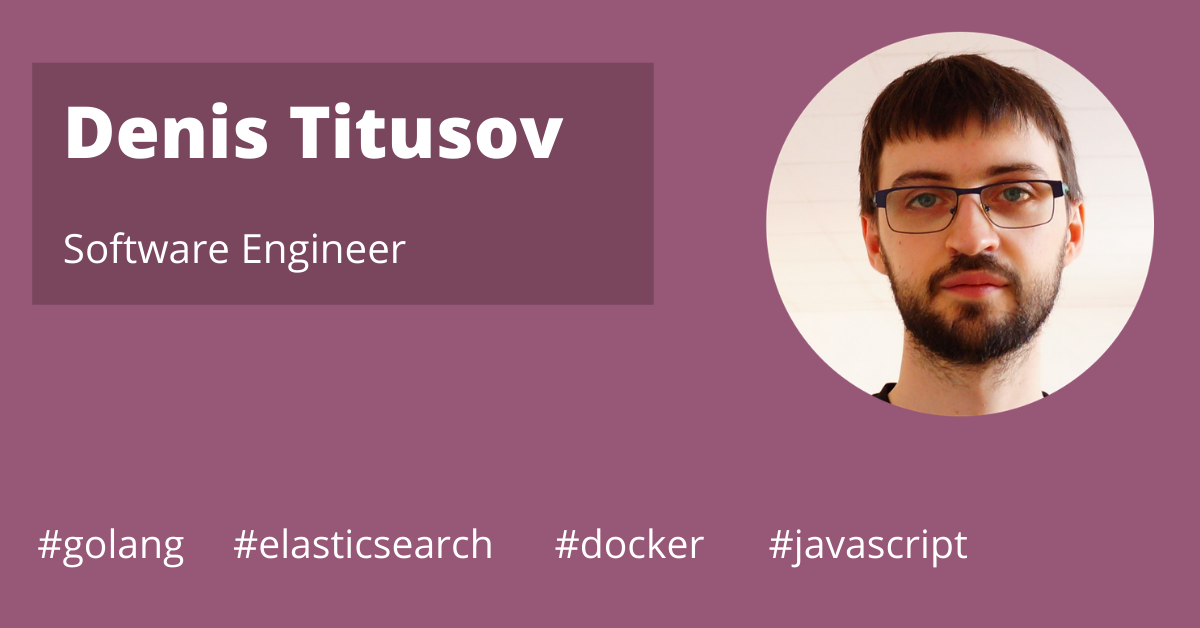 Denis Titusov
Software Engineer
#golang #elasticsearch #docker #javascript